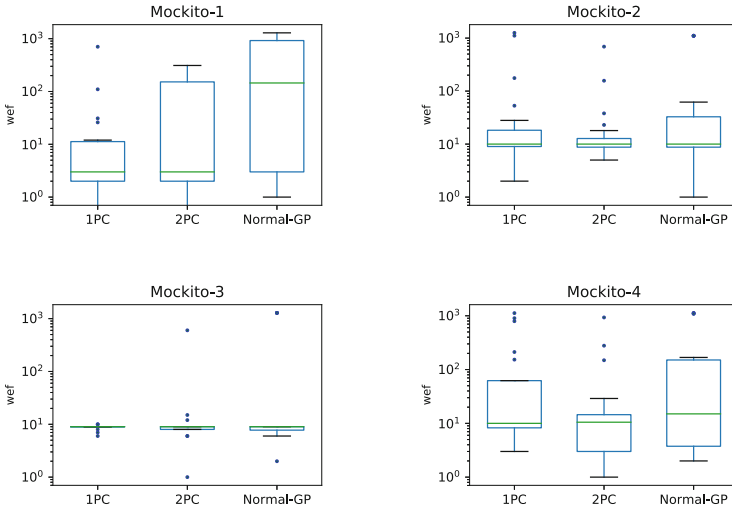 Mockito-1
10³
10²
10¹
10⁰
wef
1PC 2PC Normal-GP
Mockito-2
10³
10²
10¹
10⁰
wef
1PC 2PC Normal-GP
Mockito-3
10³
10²
10¹
10⁰
wef
1PC 2PC Normal-GP
Mockito-4
10³
10²
10¹
10⁰
wef
1PC 2PC Normal-GP